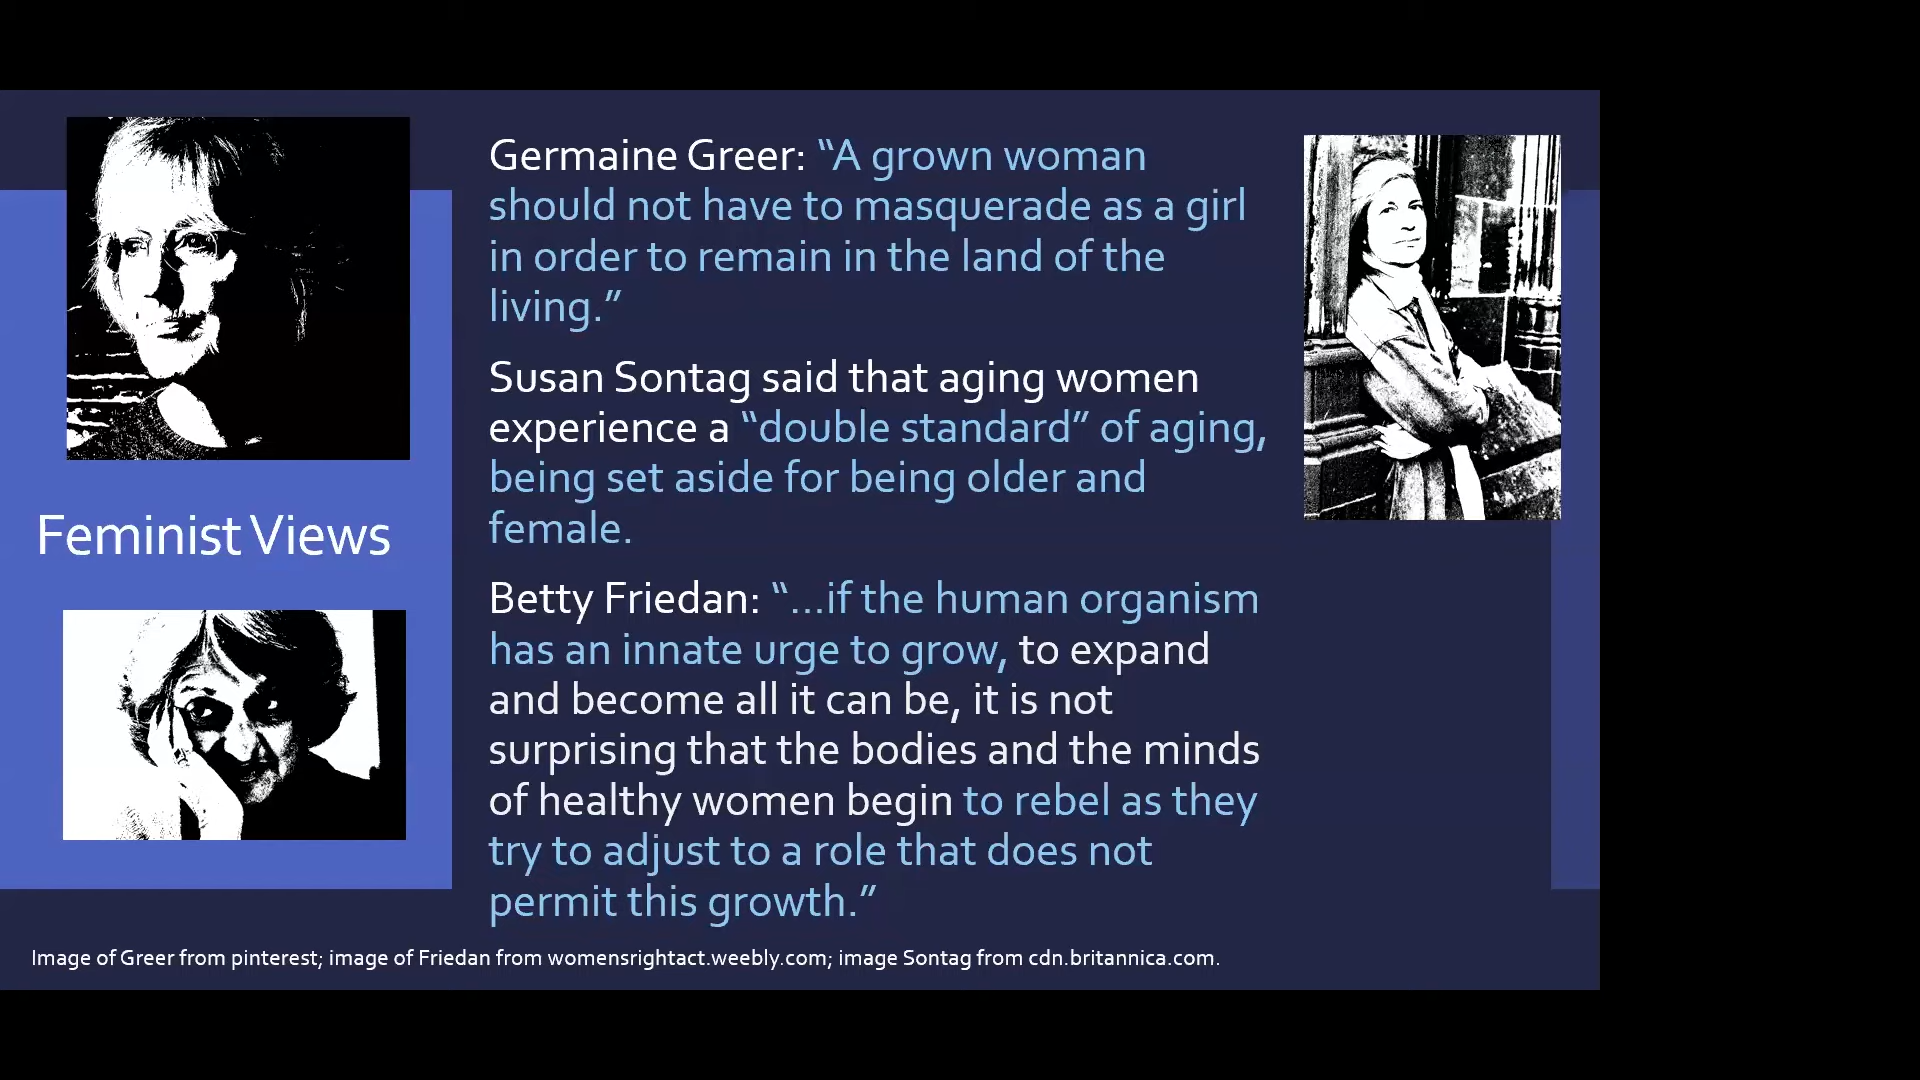 Feminist Views
Germaine Greer: “A grown woman
should not have to masquerade as a girl
in order to remain in the land of the
living.”
Susan Sontag said that aging women
experience a “double standard” of aging,
being set aside for being older and
female.
Betty Friedan: “...if the human organism
has an innate urge to grow, to expand
and become all it can be, it is not
surprising that the bodies and the minds
of healthy women begin to rebel as they
try to adjust to a role that does not
permit this growth.”
Image of Greer from pinterest; image of Friedan from womensrightact.weebly.com; image Sontag from cdn.britannica.com.